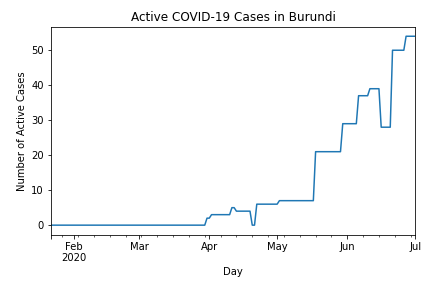 Active COVID-19 Cases in Burundi
Number of Active Cases
50
40
30
20
10
0
Feb Mar Apr May Jun Jul
2020
Day